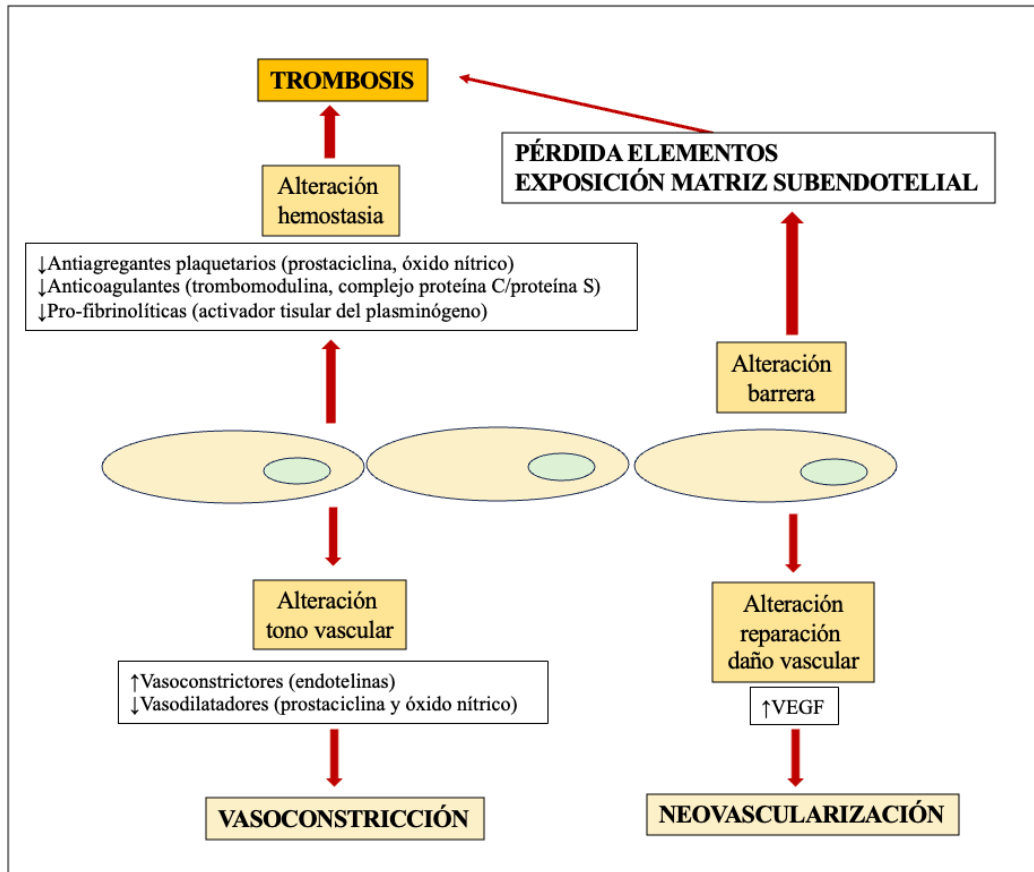 TROMBOSIS
PÉRDIDA ELEMENTOS
EXPOSICIÓN MATRIZ SUBENDOTELIAL
Alteración
hemostasia
↓Antiagregantes plaquetarios (prostaciclina, óxido nítrico)
↓Anticoagulantes (trombomodulina, complejo proteína C/proteína S)
↓Pro-fibrinolíticas (activador tisular del plasminógeno)
Alteración
barrera
Alteración
tono vascular
↑Vasoconstrictores (endotelinas)
↓Vasodilatadores (prostaciclina y óxido nítrico)
VASOCONSTRICCIÓN
Alteración
reparación
daño vascular
↑VEGF
NEOVASCULARIZACIÓN